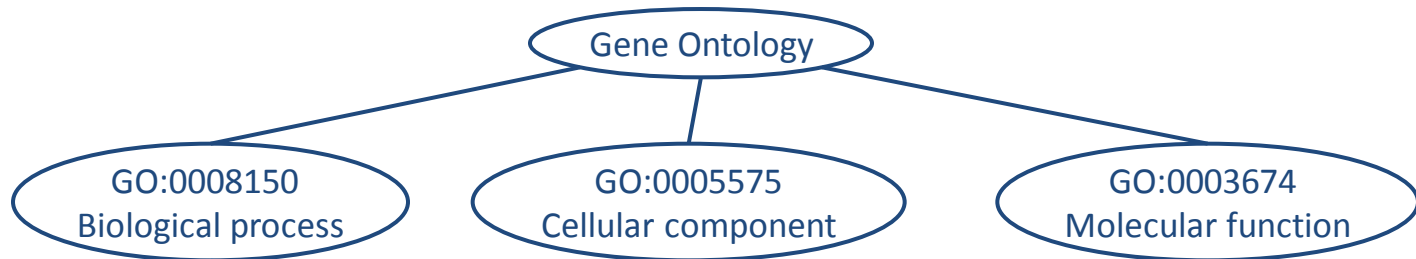 Gene Ontology
GO:0008150
Biological process
GO:0005575
Cellular component
GO:0003674
Molecular function